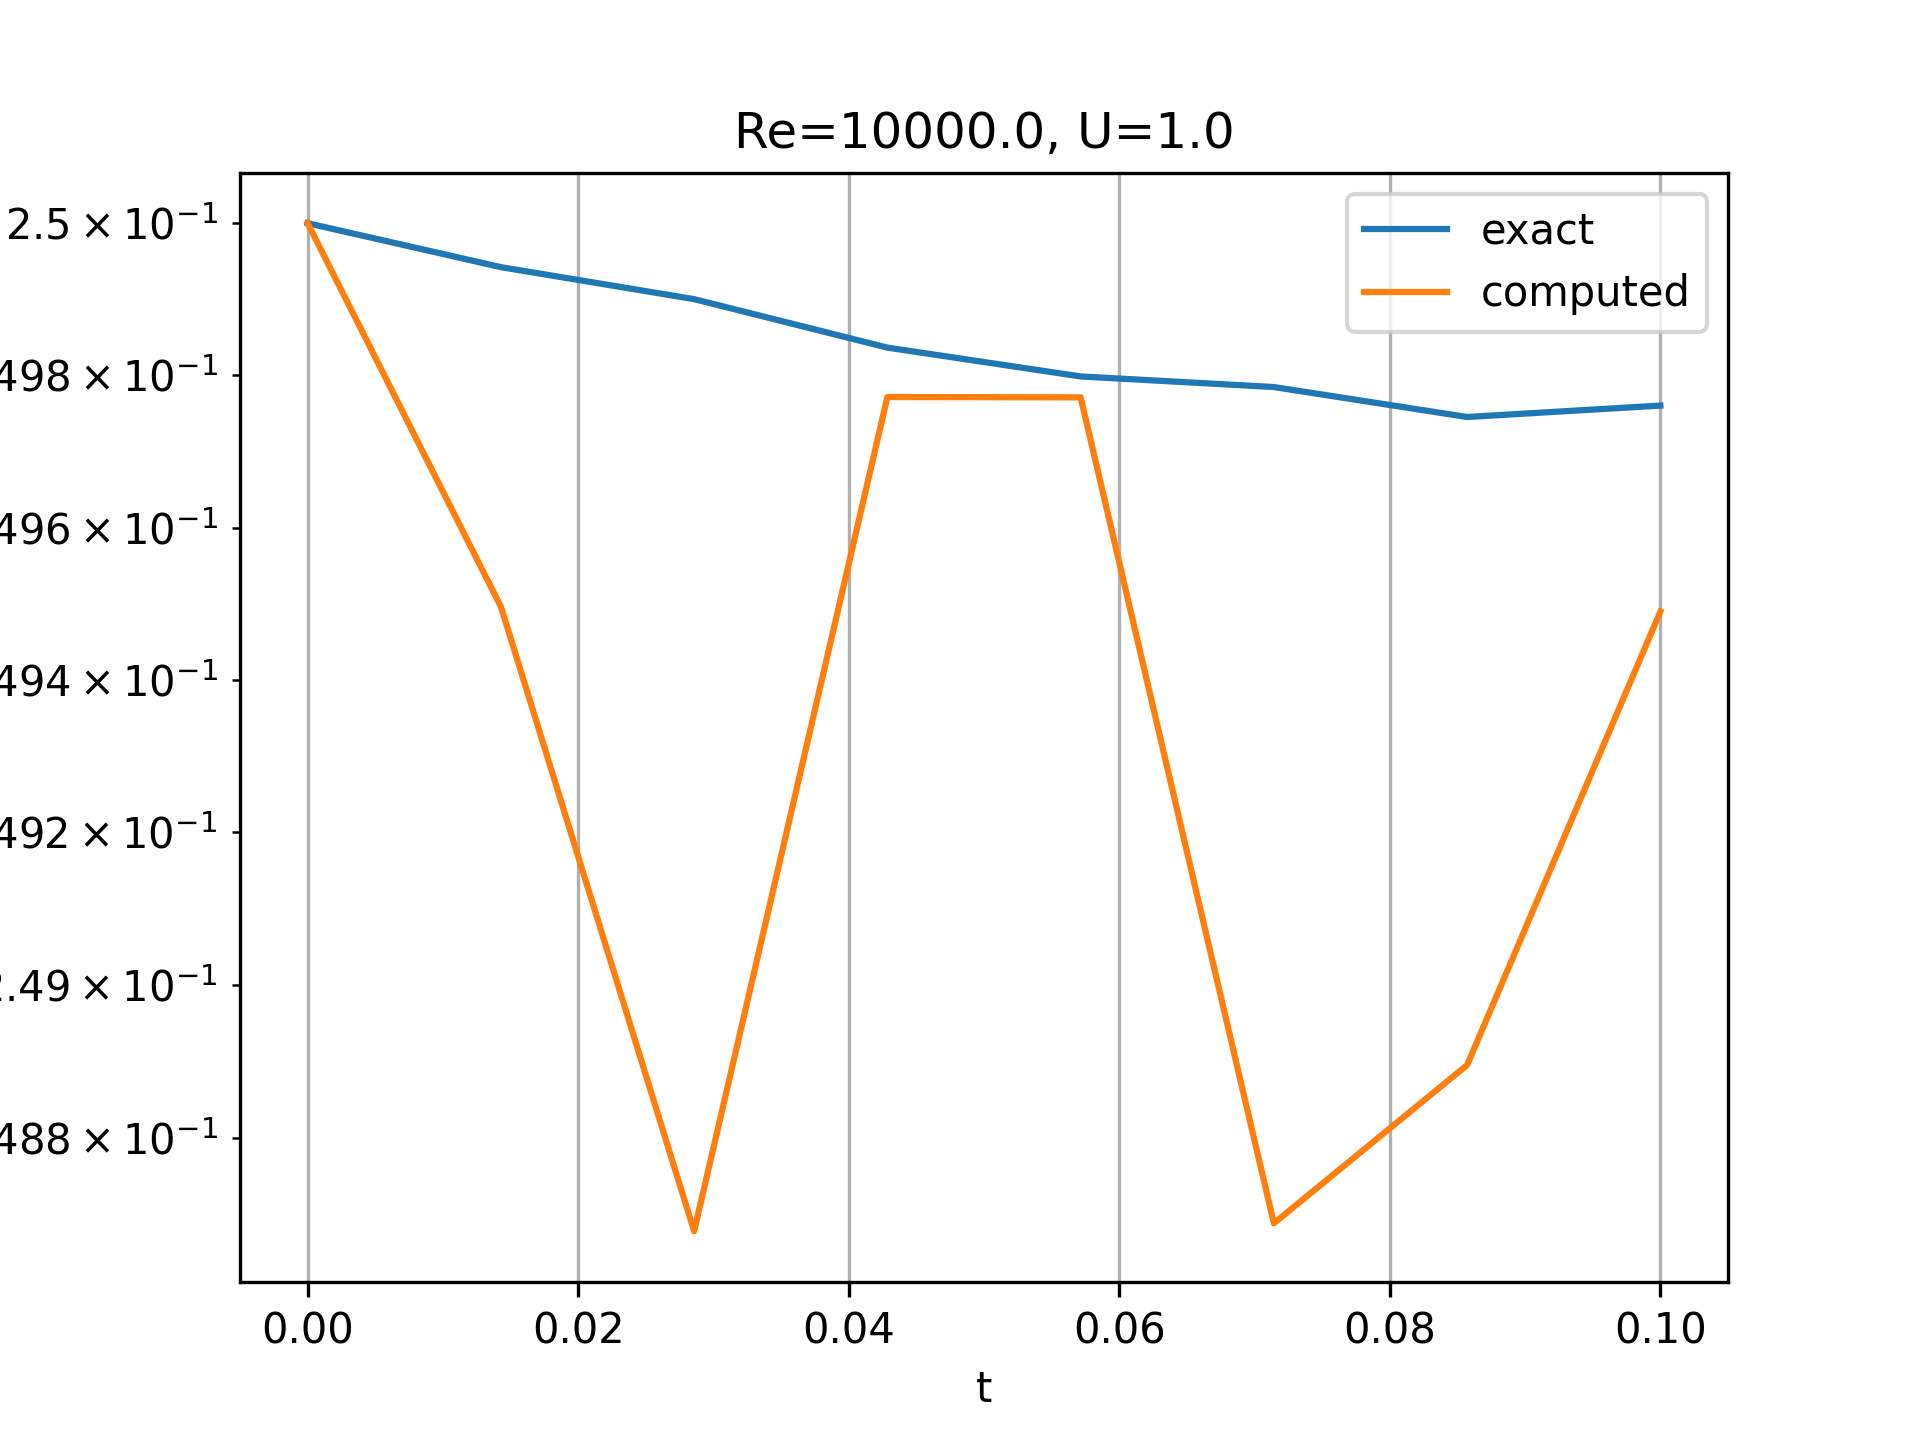 Re=10000.0, U=1.0
2.5 × 10⁻¹
498 × 10⁻¹
496 × 10⁻¹
494 × 10⁻¹
492 × 10⁻¹
.49 × 10⁻¹
488 × 10⁻¹
exact
computed
0.00 0.02 0.04 0.06 0.08 0.10
t